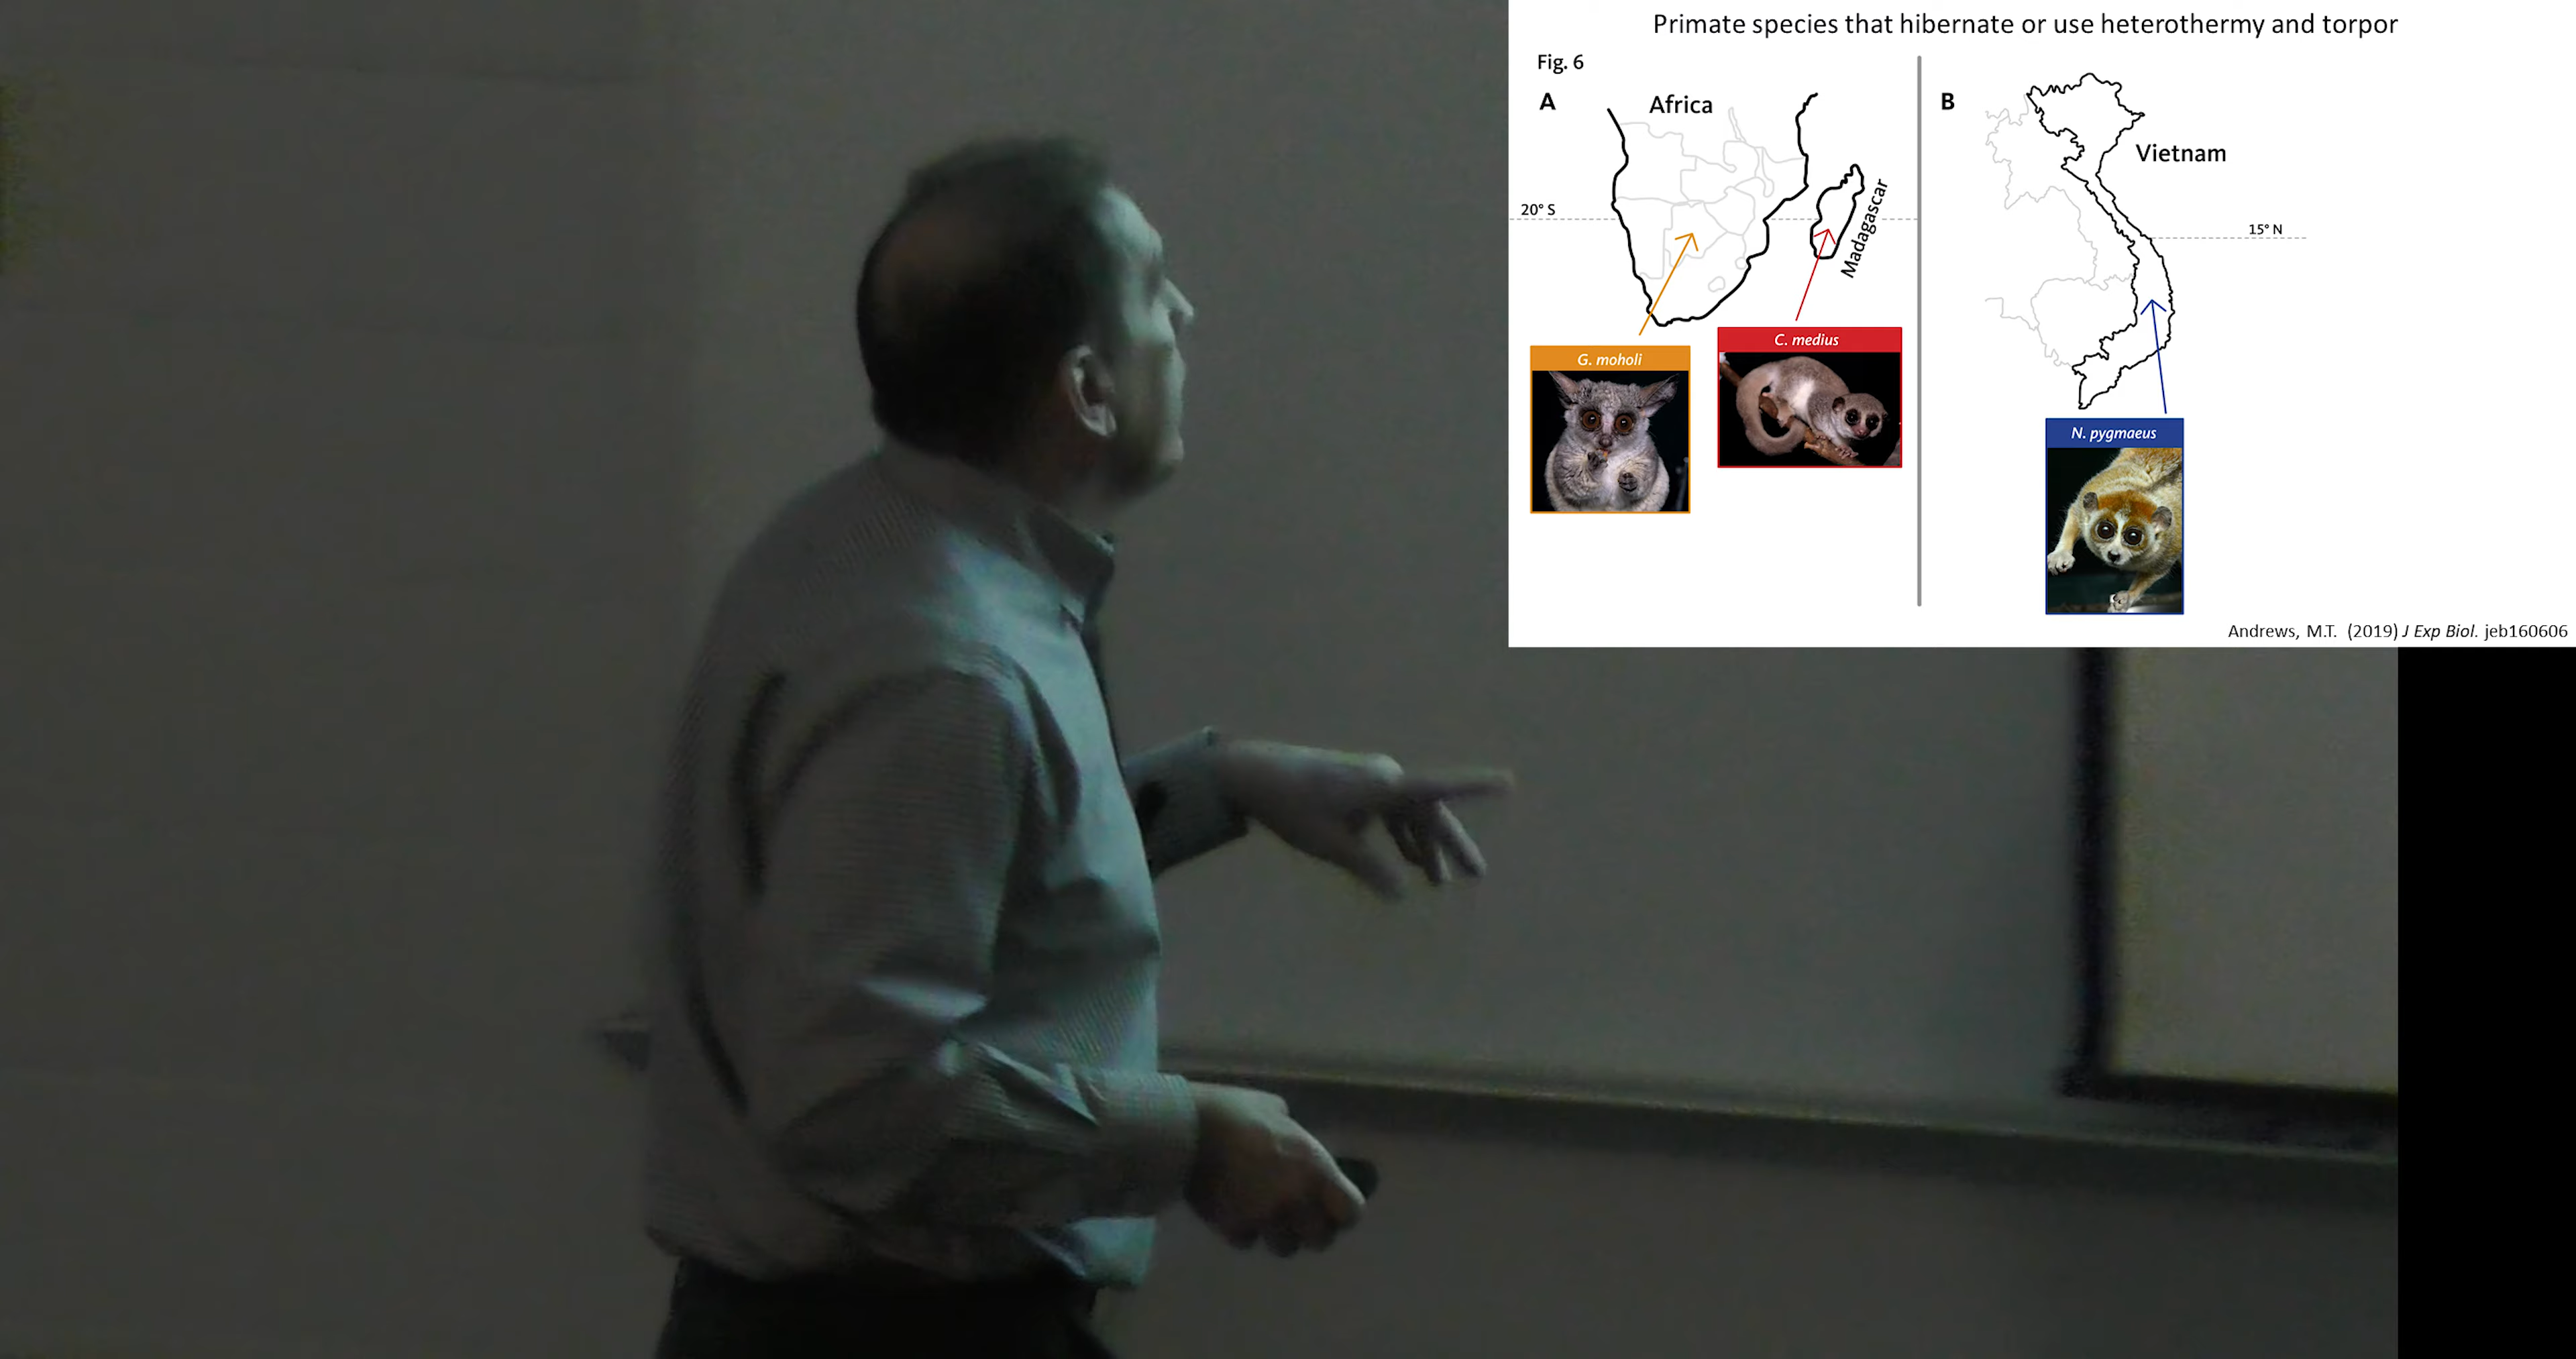 Primate species that hibernate or use heterothermy and torpor
Fig. 6
A
Africa
20° S
Madagascar
G. moholi
C. medius
B
Vietnam
15° N
N. pygmaeus
Andrews, M.T. (2019) J Exp Biol. jeb160606